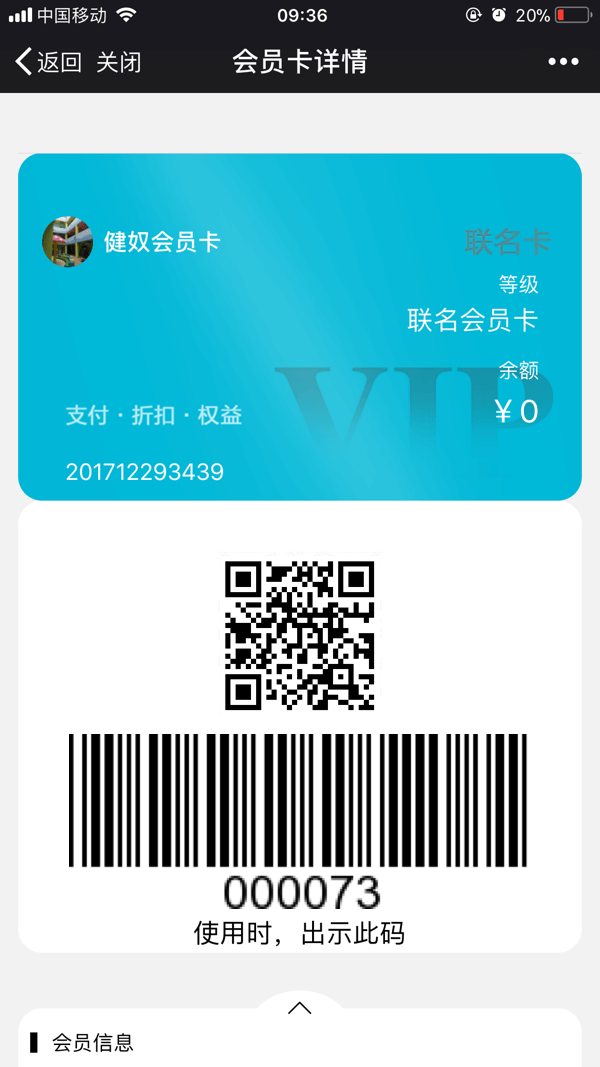 中国移动 09:36 20%
返回 关闭 会员卡详情
健奴会员卡 联名卡
等级
联名会员卡
余额
￥0
VIP
支付·折扣·权益
201712293439
000073
使用时，出示此码
会员信息